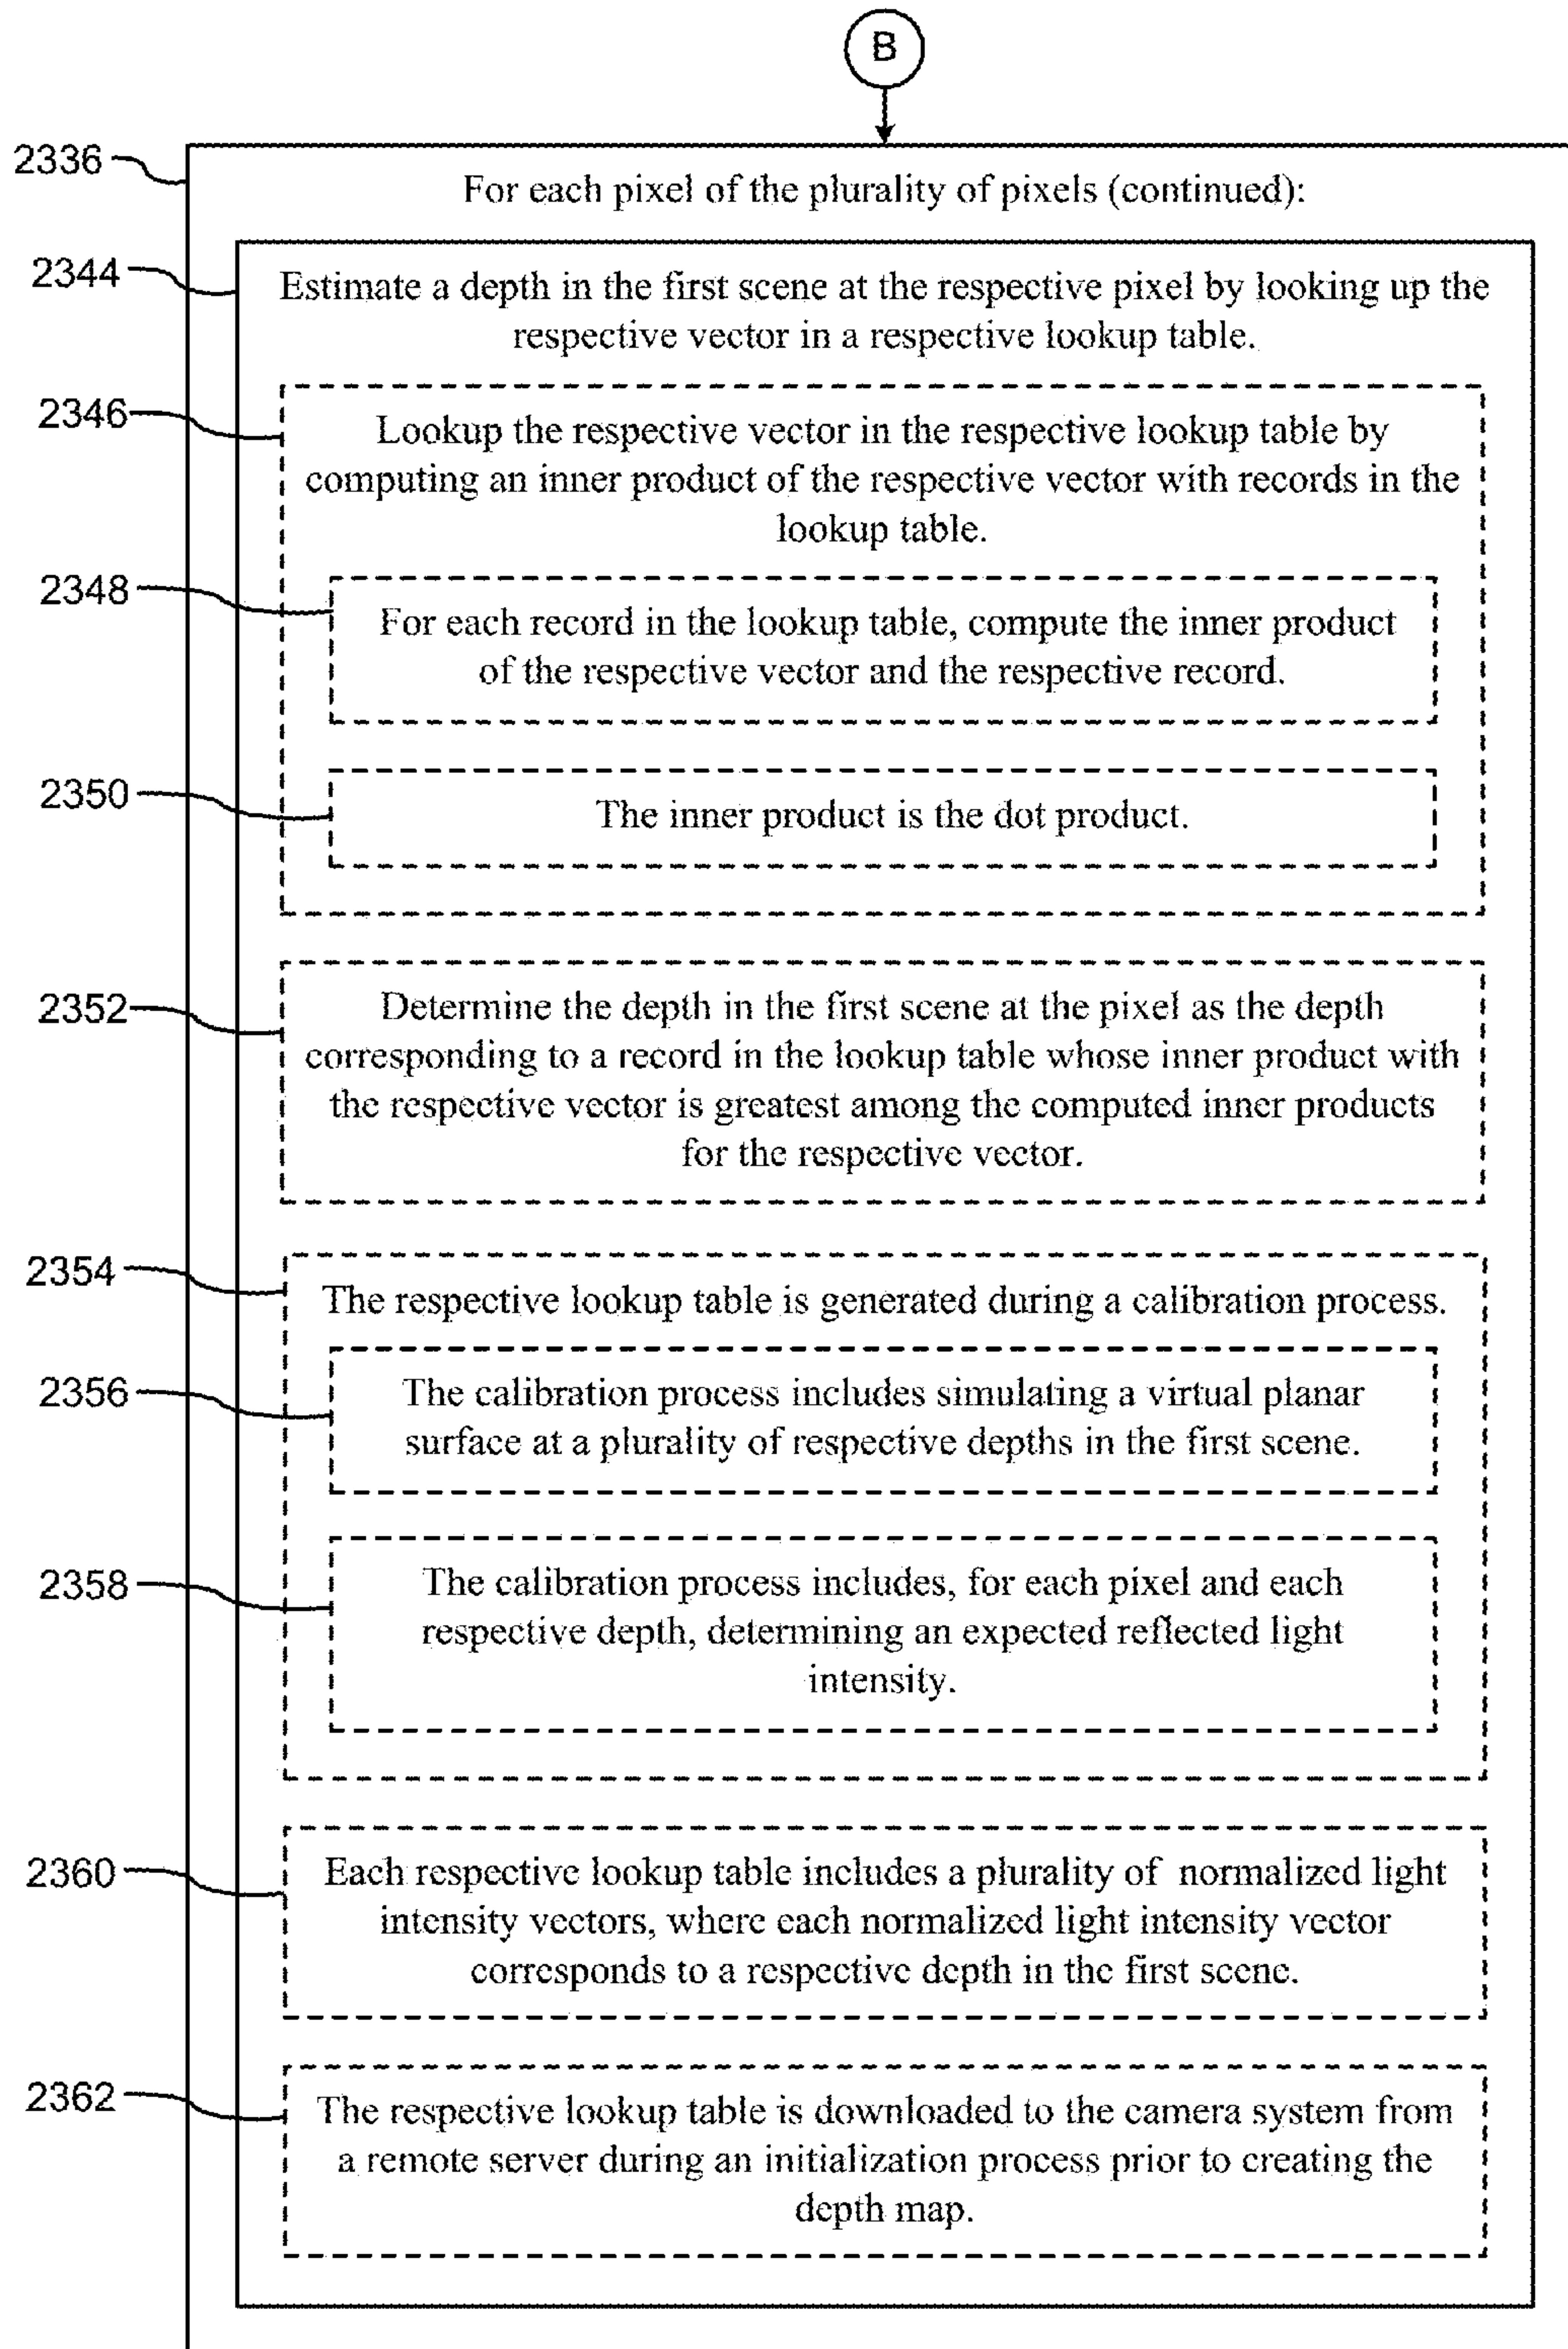 B
2336
For each pixel of the plurality of pixels (continued):
2344
Estimate a depth in the first scene at the respective pixel by looking up the
respective vector in a respective lookup table.
2346
Lookup the respective vector in the respective lookup table by
computing an inner product of the respective vector with records in the
lookup table.
2348
For each record in the lookup table, compute the inner product
of the respective vector and the respective record.
2350
The inner product is the dot product.
2352
Determine the depth in the first scene at the pixel as the depth
corresponding to a record in the lookup table whose inner product with
the respective vector is greatest among the computed inner products
for the respective vector.
2354
The respective lookup table is generated during a calibration process.
2356
The calibration process includes simulating a virtual planar
surface at a plurality of respective depths in the first scene.
2358
The calibration process includes, for each pixel and each
respective depth, determining an expected reflected light
intensity.
2360
Each respective lookup table includes a plurality of normalized light
intensity vectors, where each normalized light intensity vector
corresponds to a respective depth in the first scene.
2362
The respective lookup table is downloaded to the camera system from
a remote server during an initialization process prior to creating the
depth map.